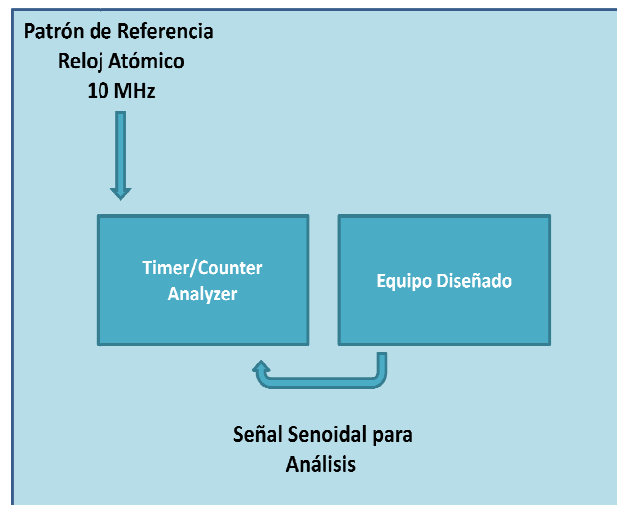 Patrón de Referencia
Reloj Atómico
10 MHz
Timer/Counter
Analyzer
Equipo Diseñado
Señal Senoidal para
Análisis